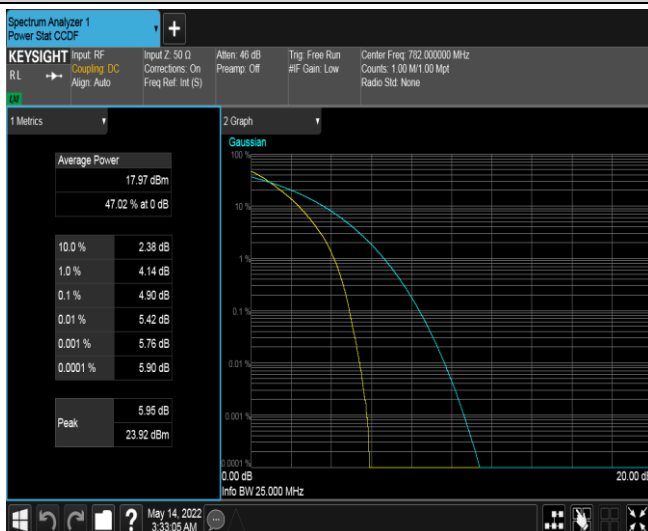 Spectrum Analyzer 1
Power Stat CCDF
+
KEYSIGHT
RL
LXI
Input: RF
Coupling: DC
Align: Auto
Input Z: 50 Ω
Corrections: On
Freq Ref: Int (S)
Atten: 46 dB
Preamp: Off
Trig: Free Run
#IF Gain: Low
Center Freq: 782.000000 MHz
Counts: 1.00 M/1.00 Mpt
Radio Std: None
1 Metrics
Average Power
17.97 dBm
47.02 % at 0 dB
10.0 % 2.38 dB
1.0 % 4.14 dB
0.1 % 4.90 dB
0.01 % 5.42 dB
0.001 % 5.76 dB
0.0001 % 5.90 dB
Peak
5.95 dB
23.92 dBm
2 Graph
Gaussian
100 %
10 %
1 %
0.1 %
0.01 %
0.001 %
0.0001 %
0.00 dB
20.00 d
Info BW 25.000 MHz
?
May 14, 2022
3:33:05 AM